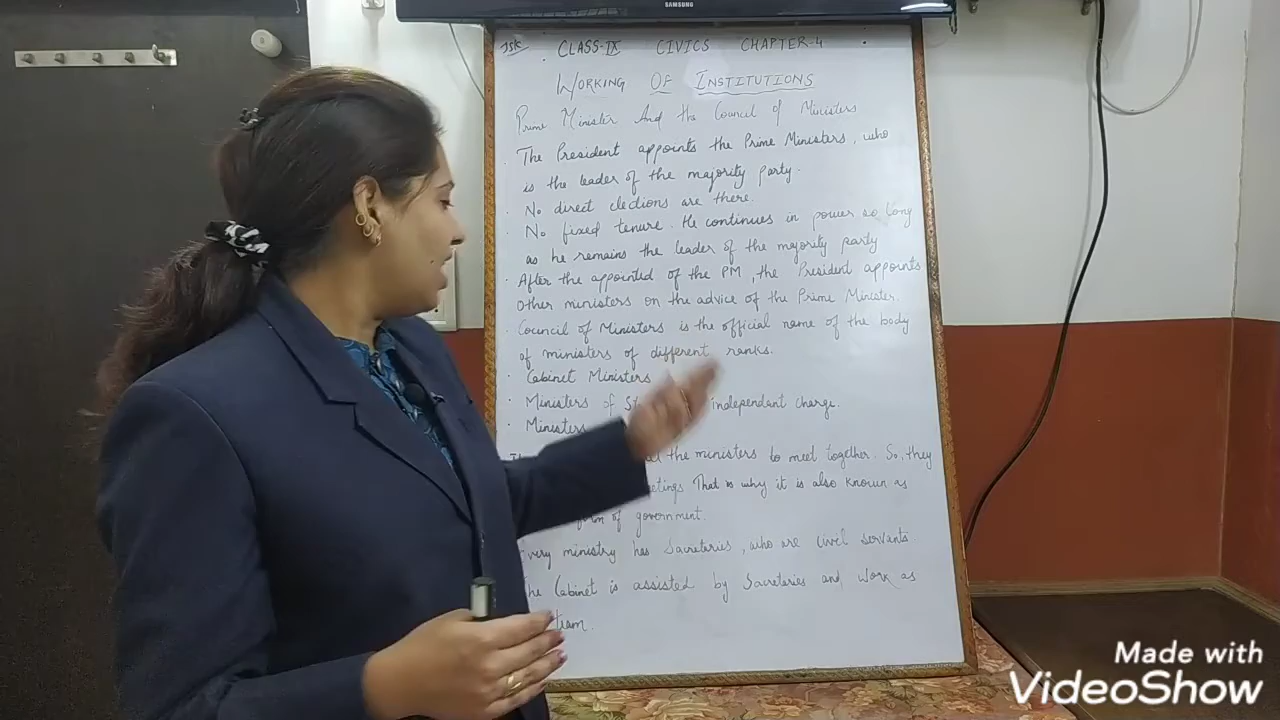 SAMSUNG
CLASS-IX CIVICS CHAPTER-4
WORKING OF INSTITUTIONS
Prime Minister And the Council of Ministers
· The President appoints the Prime Ministers, who
is the leader of the majority party.
· No direct elections are there.
· No fixed tenure. He continues in power so long
as he remains the leader of the majority party
· After the appointed of the PM, the President appoints
Other ministers on the advice of the Prime Minister.
· Council of Ministers is the official name of the body
of ministers of different ranks.
· Cabinet Ministers
· Ministers of independant charge.
· Ministers
the ministers to meet together. So, they
That is why it is also known as
form of government.
Every ministry has Sacreteries, who are civel servants
The Cabinet is assisted by Sacreteries and work as
team.
Made with
VideoShow